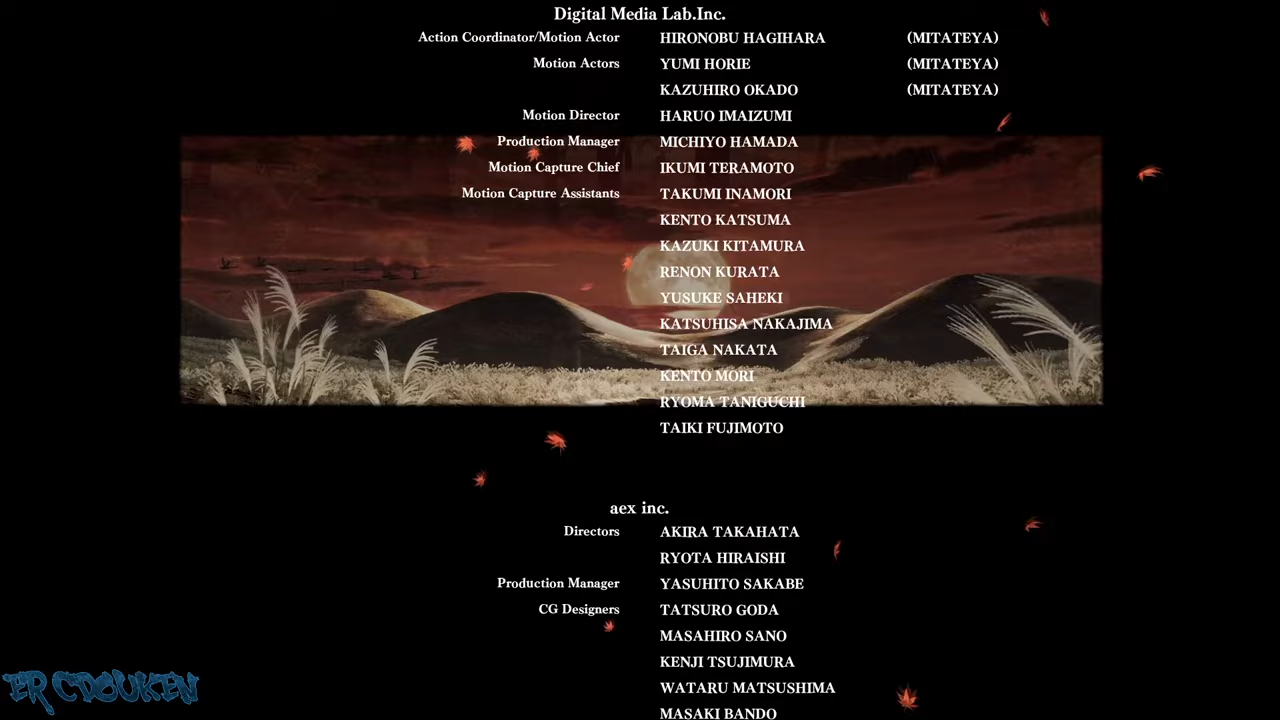 Digital Media Lab.Inc.
Action Coordinator/Motion Actor HIRONOBU HAGIHARA (MITATEYA)
Motion Actors YUMI HORIE (MITATEYA)
KAZUHIRO OKADO (MITATEYA)
Motion Director HARUO IMAIZUMI
Production Manager MICHIYO HAMADA
Motion Capture Chief IKUMI TERAMOTO
Motion Capture Assistants TAKUMI INAMORI
KENTO KATSUMA
KAZUKI KITAMURA
RENON KURATA
YUSUKE SAHEKI
KATSUHISA NAKAJIMA
TAIGA NAKATA
KENTO MORI
RYOMA TANIGUCHI
TAIKI FUJIMOTO
aex inc.
Directors AKIRA TAKAHATA
RYOTA HIRAISHI
Production Manager YASUHITO SAKABE
CG Designers TATSURO GODA
MASAHIRO SANO
KENJI TSUJIMURA
WATARU MATSUSHIMA
MASAKI BANDO
ER CDOUKEN